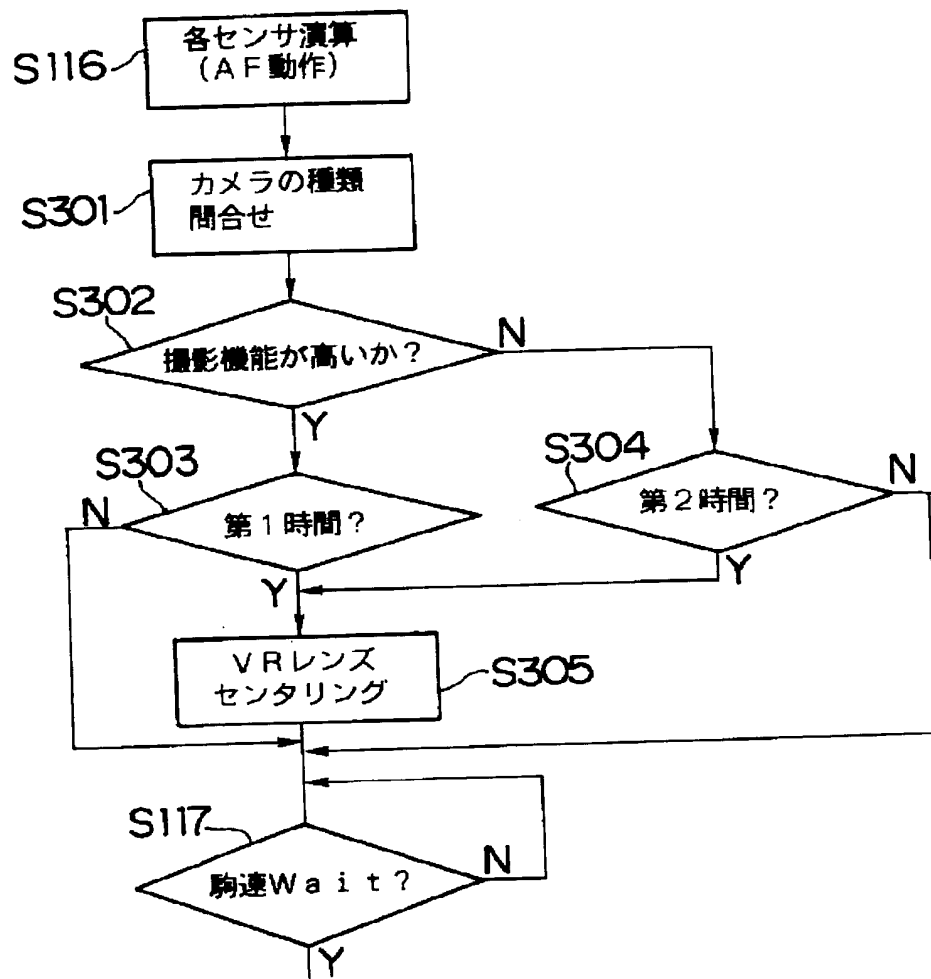 各センサ演算
(AF動作)
S116
カメラの種類
問合せ
S301
S302
撮影機能が高いか?
N
Y
S303
N
第1時間?
Y
S304
第2時間?
N
Y
VRレンズ
センタリング
S305
S117
駒速Wait?
N
Y